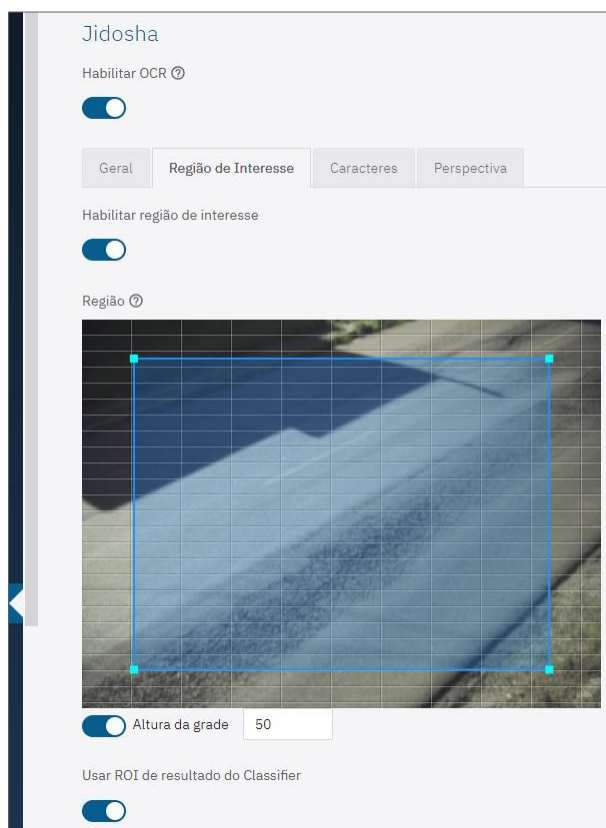 Jidosha
Habilitar OCR
Geral Região de Interesse Caracteres Perspectiva
Habilitar região de interesse
Região
Altura da grade 50
Usar ROI de resultado do Classifier